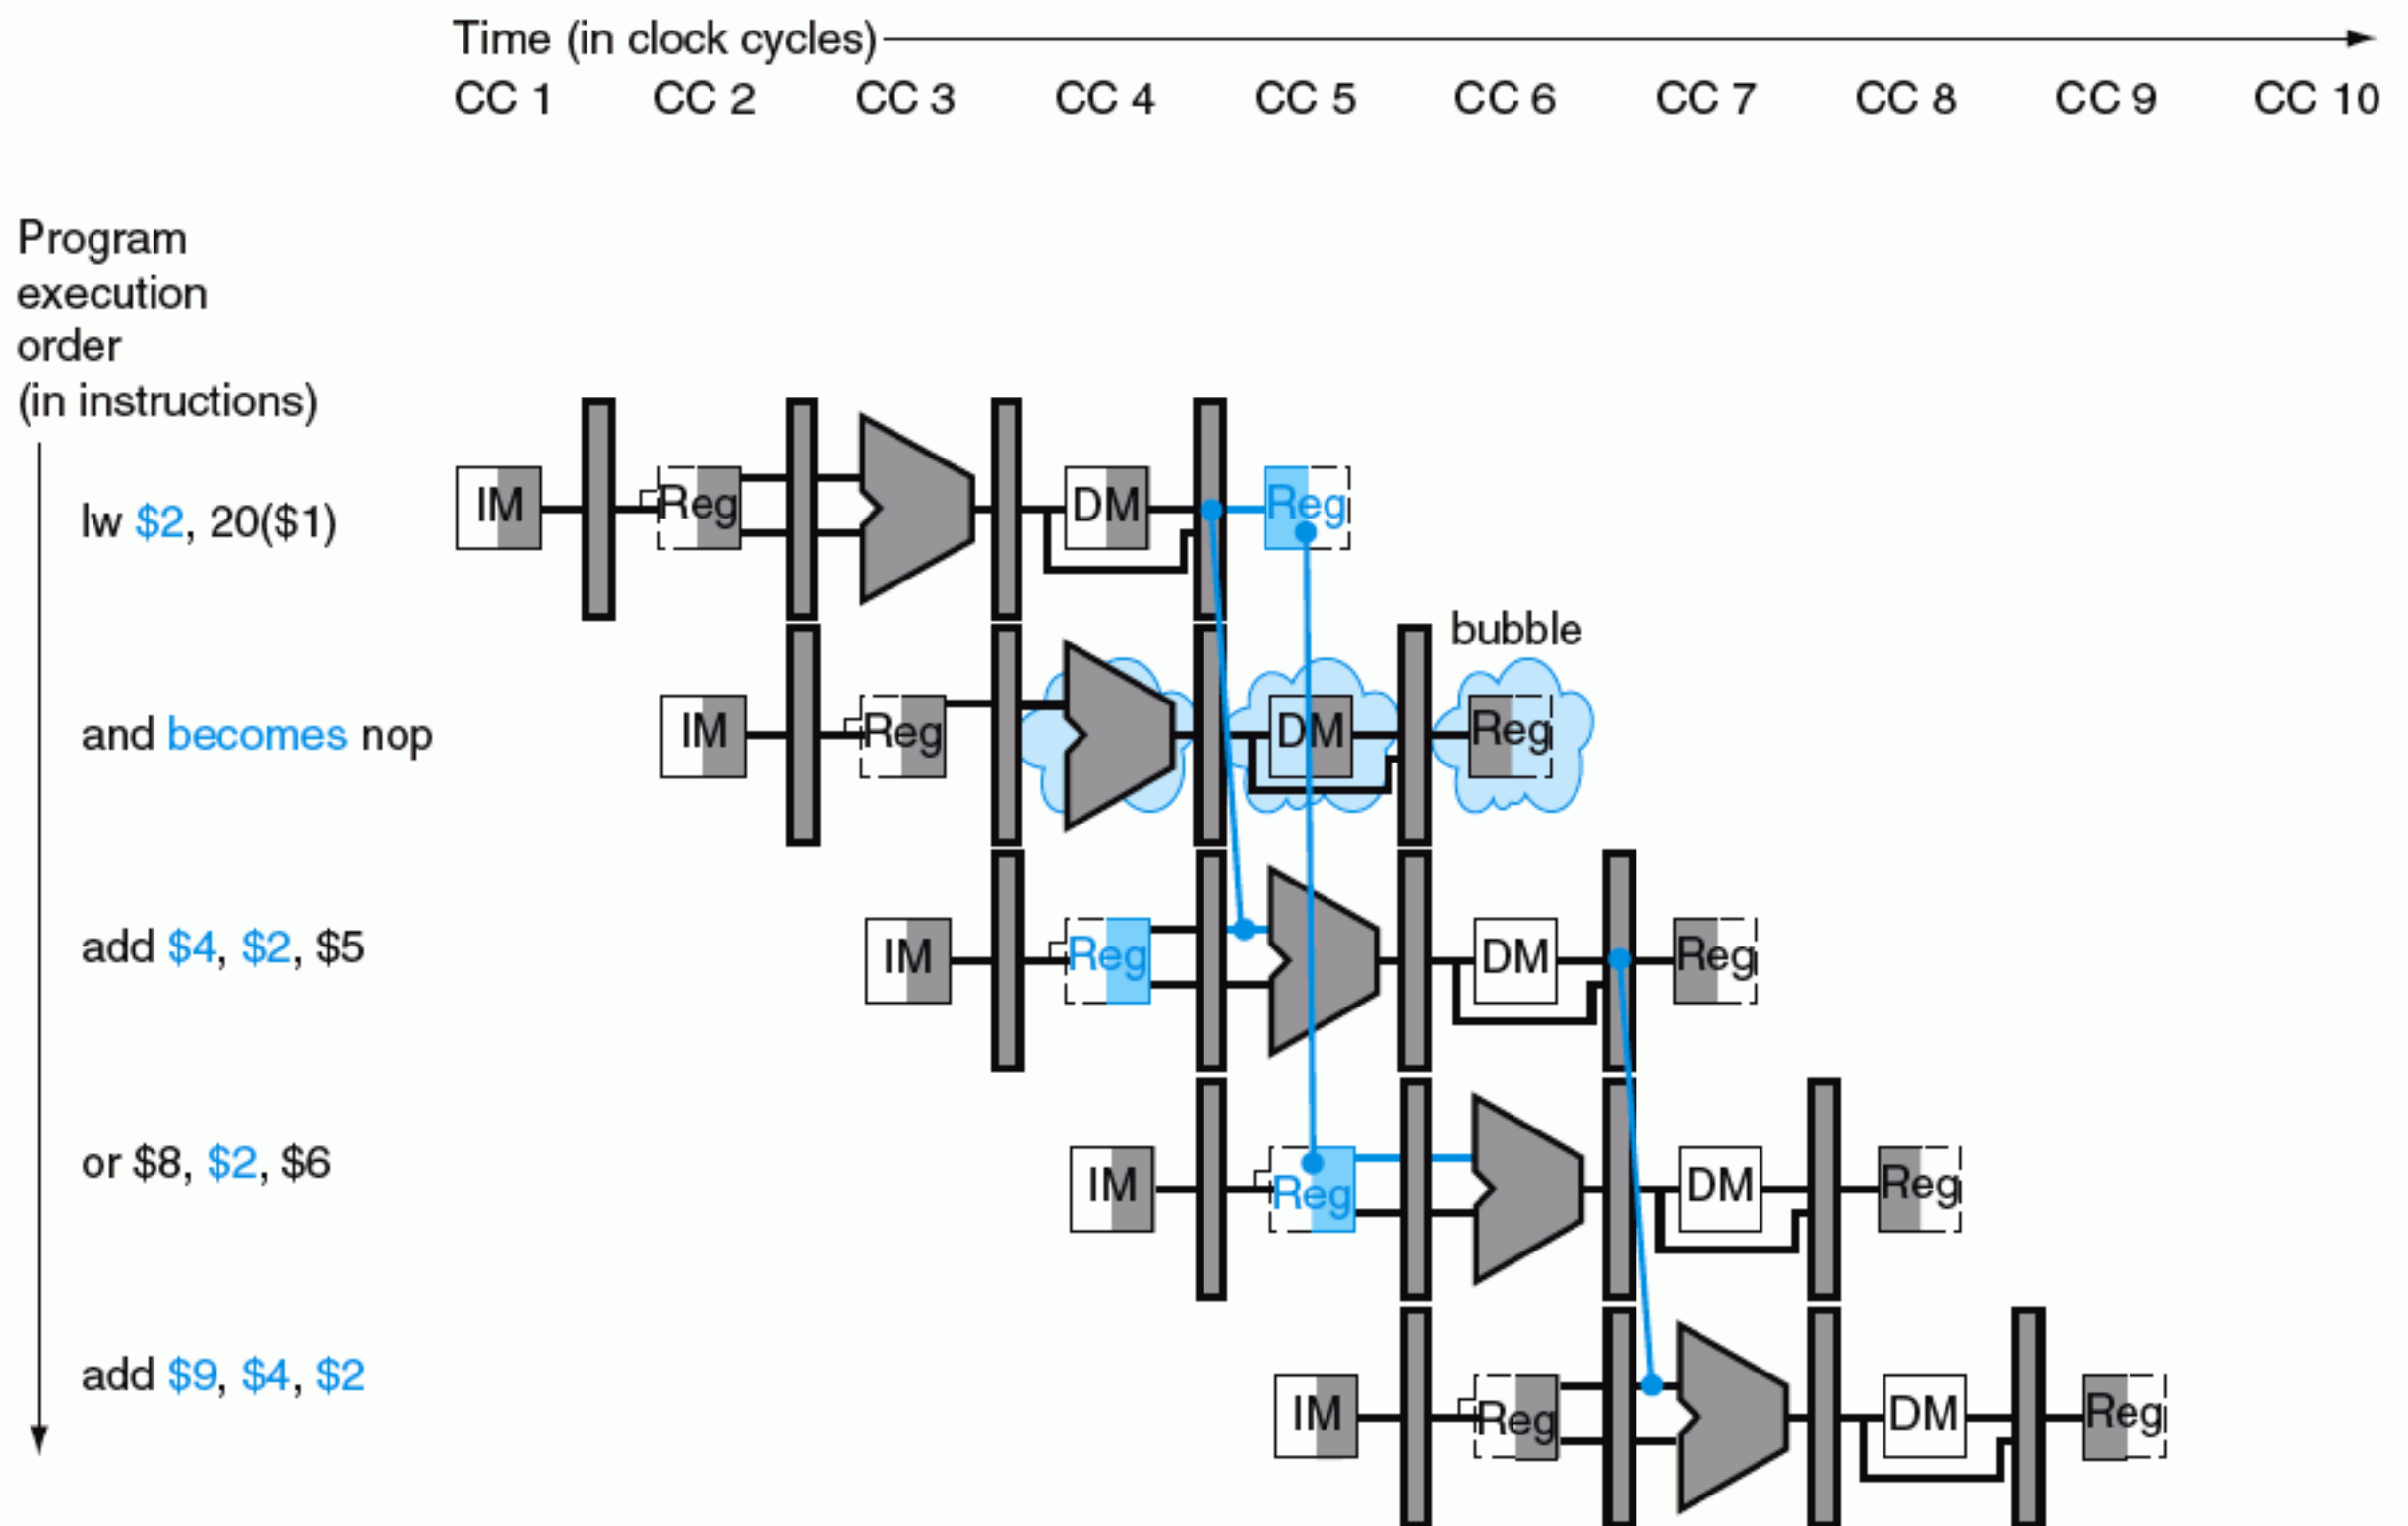 Time (in clock cycles)
CC 1 CC 2 CC 3 CC 4 CC 5 CC 6 CC 7 CC 8 CC 9 CC 10
Program
execution
order
(in instructions)
lw $2, 20($1)
IM Reg DM Reg
bubble
and becomes nop
IM Reg DM Reg
add $4, $2, $5
IM Reg DM Reg
or $8, $2, $6
IM Reg DM Reg
add $9, $4, $2
IM Reg DM Reg